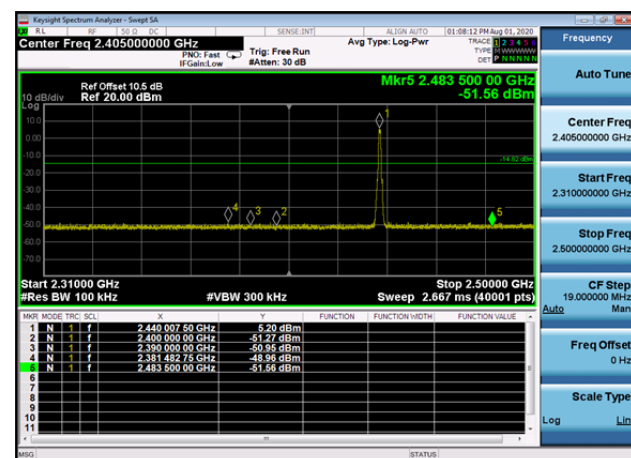 Keysight Spectrum Analyzer - Swept SA
RL RF 50 Ω DC SENSE:INT ALIGN AUTO 01:08:12 PM Aug 01, 2020
Center Freq 2.405000000 GHz
PNO: Fast
IFGain:Low
Trig: Free Run
#Atten: 30 dB
Avg Type: Log-Pwr
TRACE 1 2 3 4 5 6
TYPE M WWWWW
DET P N N N N N
Ref Offset 10.5 dB
Mkr5 2.483 500 00 GHz
10 dB/div Ref 20.00 dBm
-51.56 dBm
Log
10.0
0.00
-10.0
-14.82 dBm
-20.0
-30.0
-40.0
-50.0
-60.0
-70.0
1
4
3
2
5
Start 2.31000 GHz
Stop 2.50000 GHz
#Res BW 100 kHz
#VBW 300 kHz
Sweep 2.667 ms (40001 pts)
MKR MODE TRC SCL X Y FUNCTION FUNCTION WIDTH FUNCTION VALUE
1 N 1 f 2.440 007 50 GHz 5.20 dBm
2 N 1 f 2.400 000 00 GHz -51.27 dBm
3 N 1 f 2.390 000 00 GHz -50.95 dBm
4 N 1 f 2.381 482 75 GHz -48.96 dBm
5 N 1 f 2.483 500 00 GHz -51.56 dBm
6
7
8
9
10
11
MSG
STATUS
Frequency
Auto Tune
Center Freq
2.405000000 GHz
Start Freq
2.310000000 GHz
Stop Freq
2.500000000 GHz
CF Step
19.000000 MHz
Auto Man
Freq Offset
0 Hz
Scale Type
Log Lin